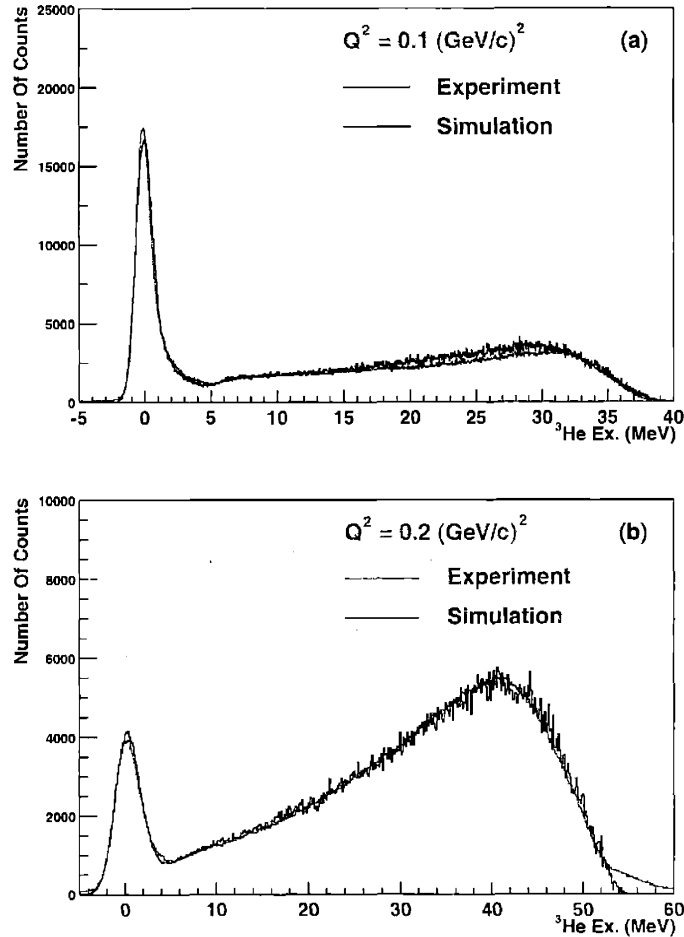 Q² = 0.1 (GeV/c)²
(a)
Experiment
Simulation
Number Of Counts
25000
20000
15000
10000
5000
0
-5 0 5 10 15 20 25 30 35 40
³He Ex. (MeV)
Q² = 0.2 (GeV/c)²
(b)
Experiment
Simulation
Number Of Counts
10000
8000
6000
4000
2000
0
0 10 20 30 40 50 60
³He Ex. (MeV)